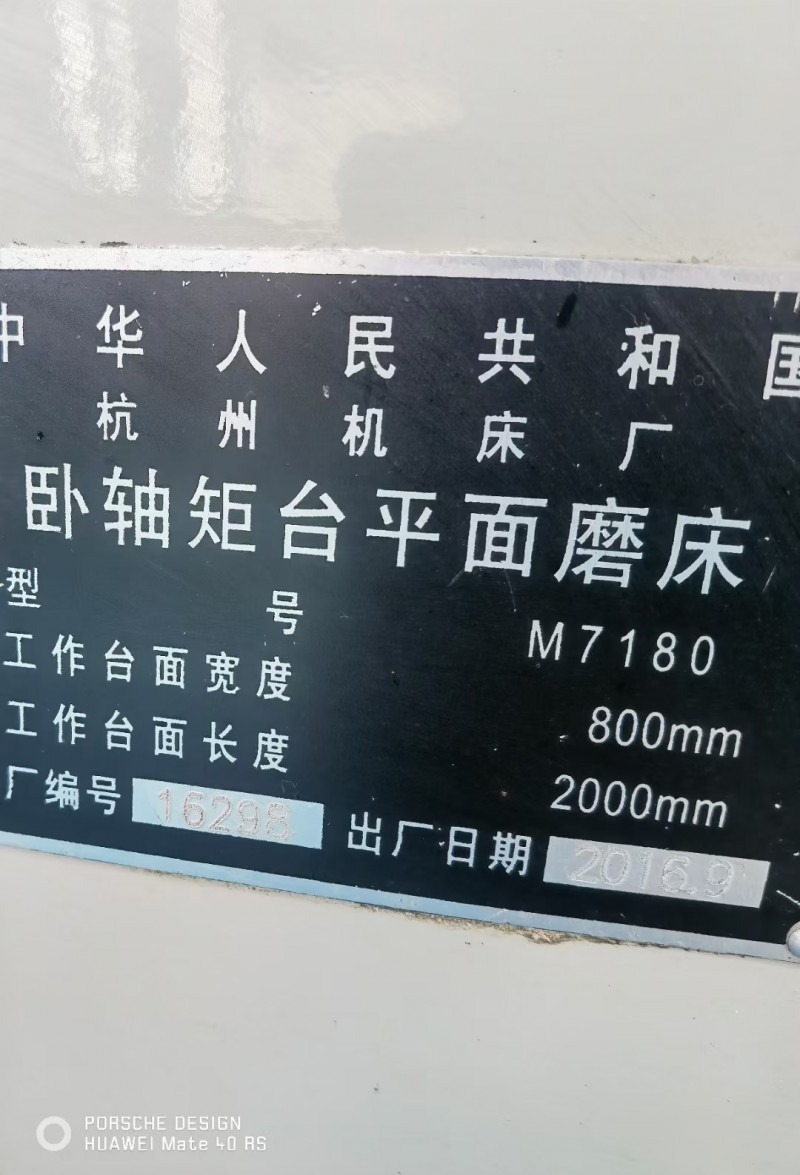 中华人民共和国
杭州机床厂
卧轴矩台平面磨床
型号 M7180
工作台面宽度 800mm
工作台面长度 2000mm
厂编号 16298 出厂日期 2016.9
PORSCHE DESIGN
HUAWEI Mate 40 RS